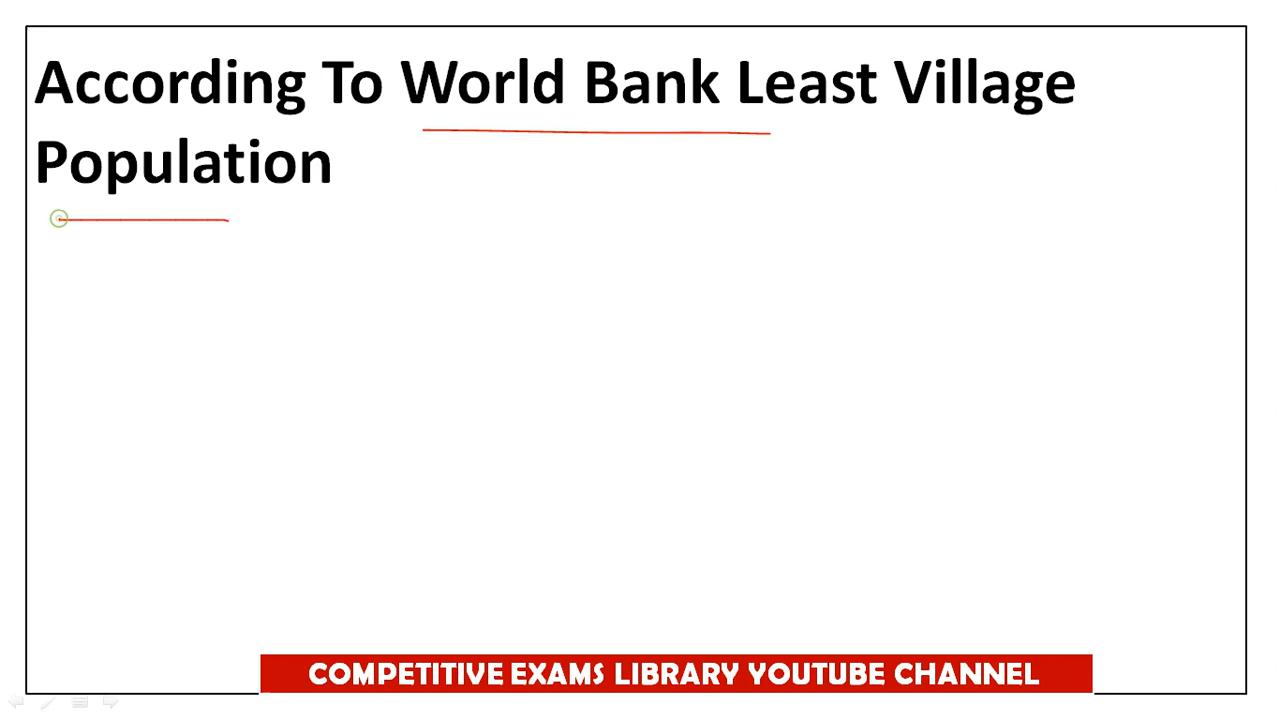 According To World Bank Least Village
Population
COMPETITIVE EXAMS LIBRARY YOUTUBE CHANNEL